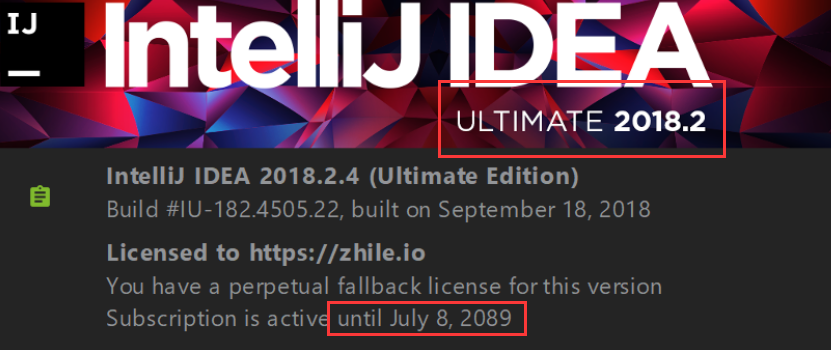 IJ
IntelliJ IDEA
ULTIMATE 2018.2
IntelliJ IDEA 2018.2.4 (Ultimate Edition)
Build #IU-182.4505.22, built on September 18, 2018
Licensed to https://zhile.io
You have a perpetual fallback license for this version
Subscription is active until July 8, 2089